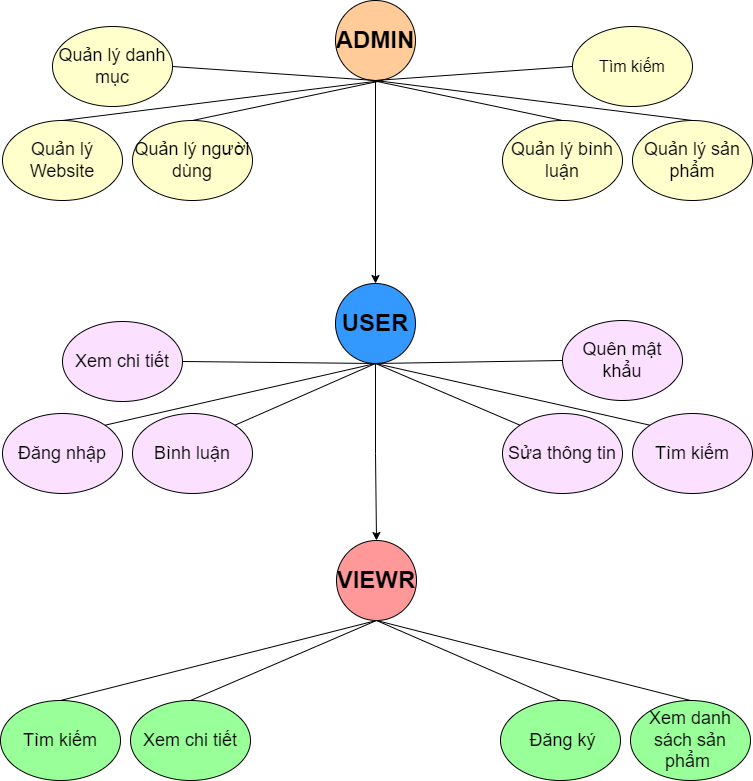 ADMIN
Quản lý danh
mục
Tìm kiếm
Quản lý
Website
Quản lý người
dùng
Quản lý bình
luận
Quản lý sản
phẩm
USER
Xem chi tiết
Quên mật
khẩu
Đăng nhập
Bình luận
Sửa thông tin
Tìm kiếm
VIEWR
Tìm kiếm
Xem chi tiết
Đăng ký
Xem danh
sách sản
phẩm